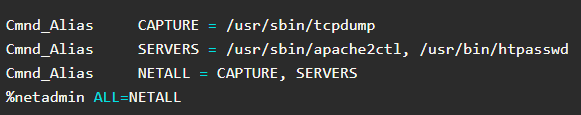 Cmnd_Alias     CAPTURE = /usr/sbin/tcpdump
Cmnd_Alias     SERVERS = /usr/sbin/apache2ctl, /usr/bin/htpasswd
Cmnd_Alias     NETALL = CAPTURE, SERVERS
%netadmin ALL=NETALL